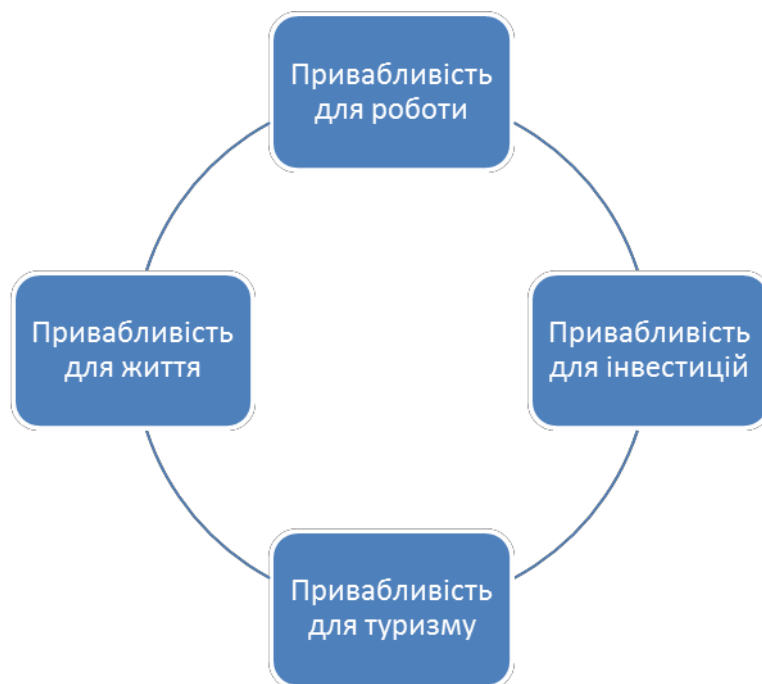 Привабливість
для роботи
Привабливість
для життя
Привабливість
для інвестицій
Привабливість
для туризму